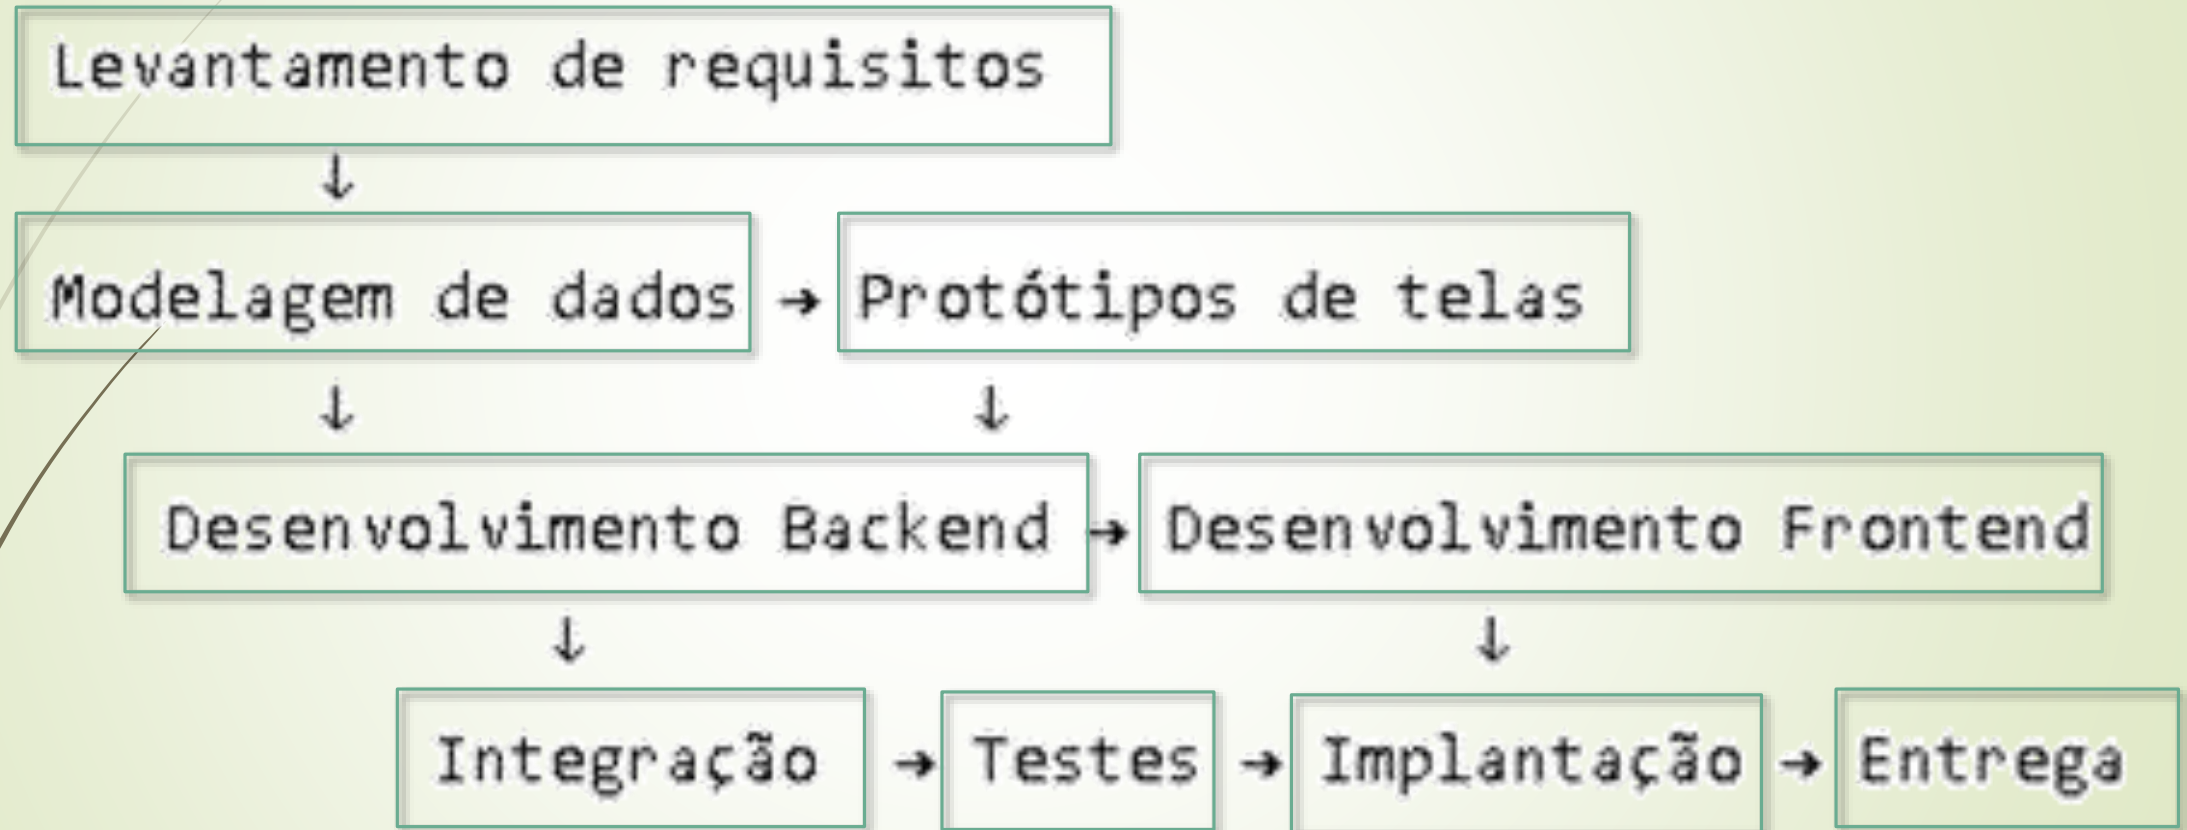 Levantamento de requisitos
↓
Modelagem de dados → Protótipos de telas
↓ ↓
Desenvolvimento Backend → Desenvolvimento Frontend
↓ ↓
Integração → Testes → Implantação → Entrega